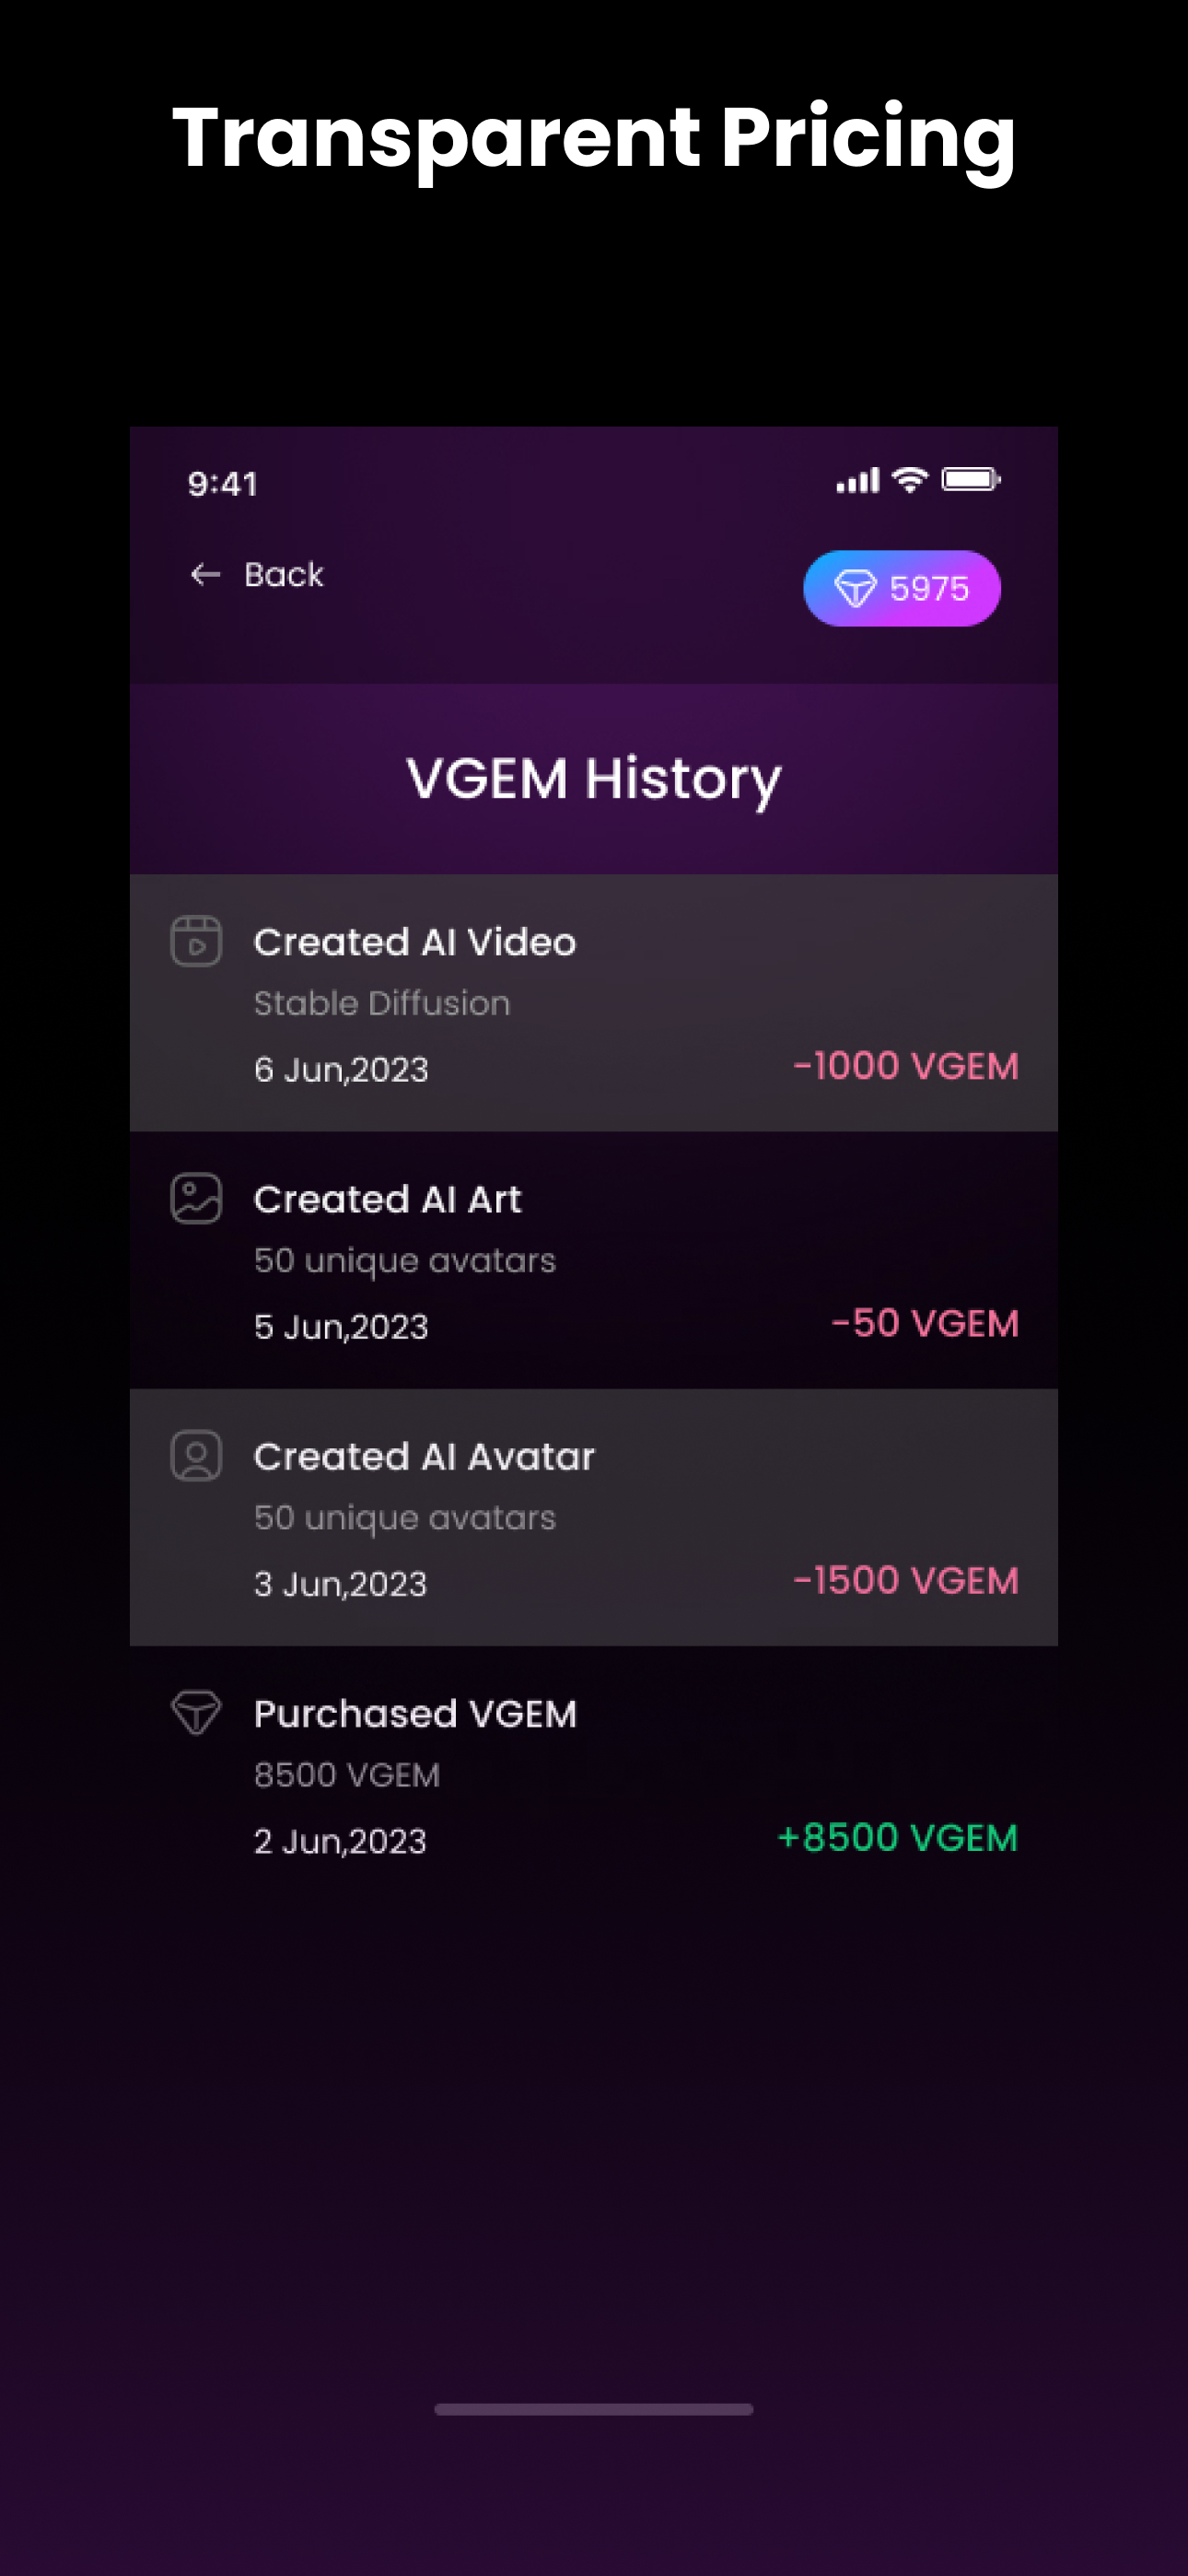 Transparent Pricing
9:41
Back
5975
VGEM History
Created AI Video
Stable Diffusion
6 Jun,2023
-1000 VGEM
Created AI Art
50 unique avatars
5 Jun,2023
-50 VGEM
Created AI Avatar
50 unique avatars
3 Jun,2023
-1500 VGEM
Purchased VGEM
8500 VGEM
2 Jun,2023
+8500 VGEM